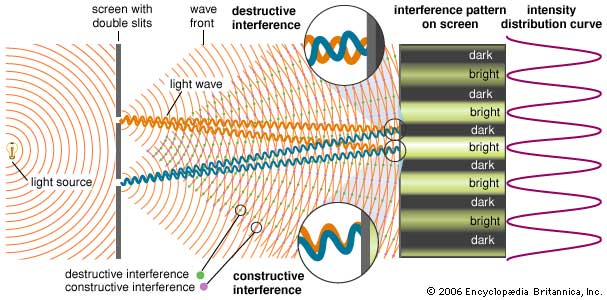 screen with
double slits
wave
front
destructive
interference
interference pattern
on screen
intensity
distribution curve
light wave
light source
dark
bright
dark
bright
dark
bright
dark
bright
dark
bright
dark
destructive interference
constructive interference
constructive
interference
© 2006 Encyclopædia Britannica, Inc.